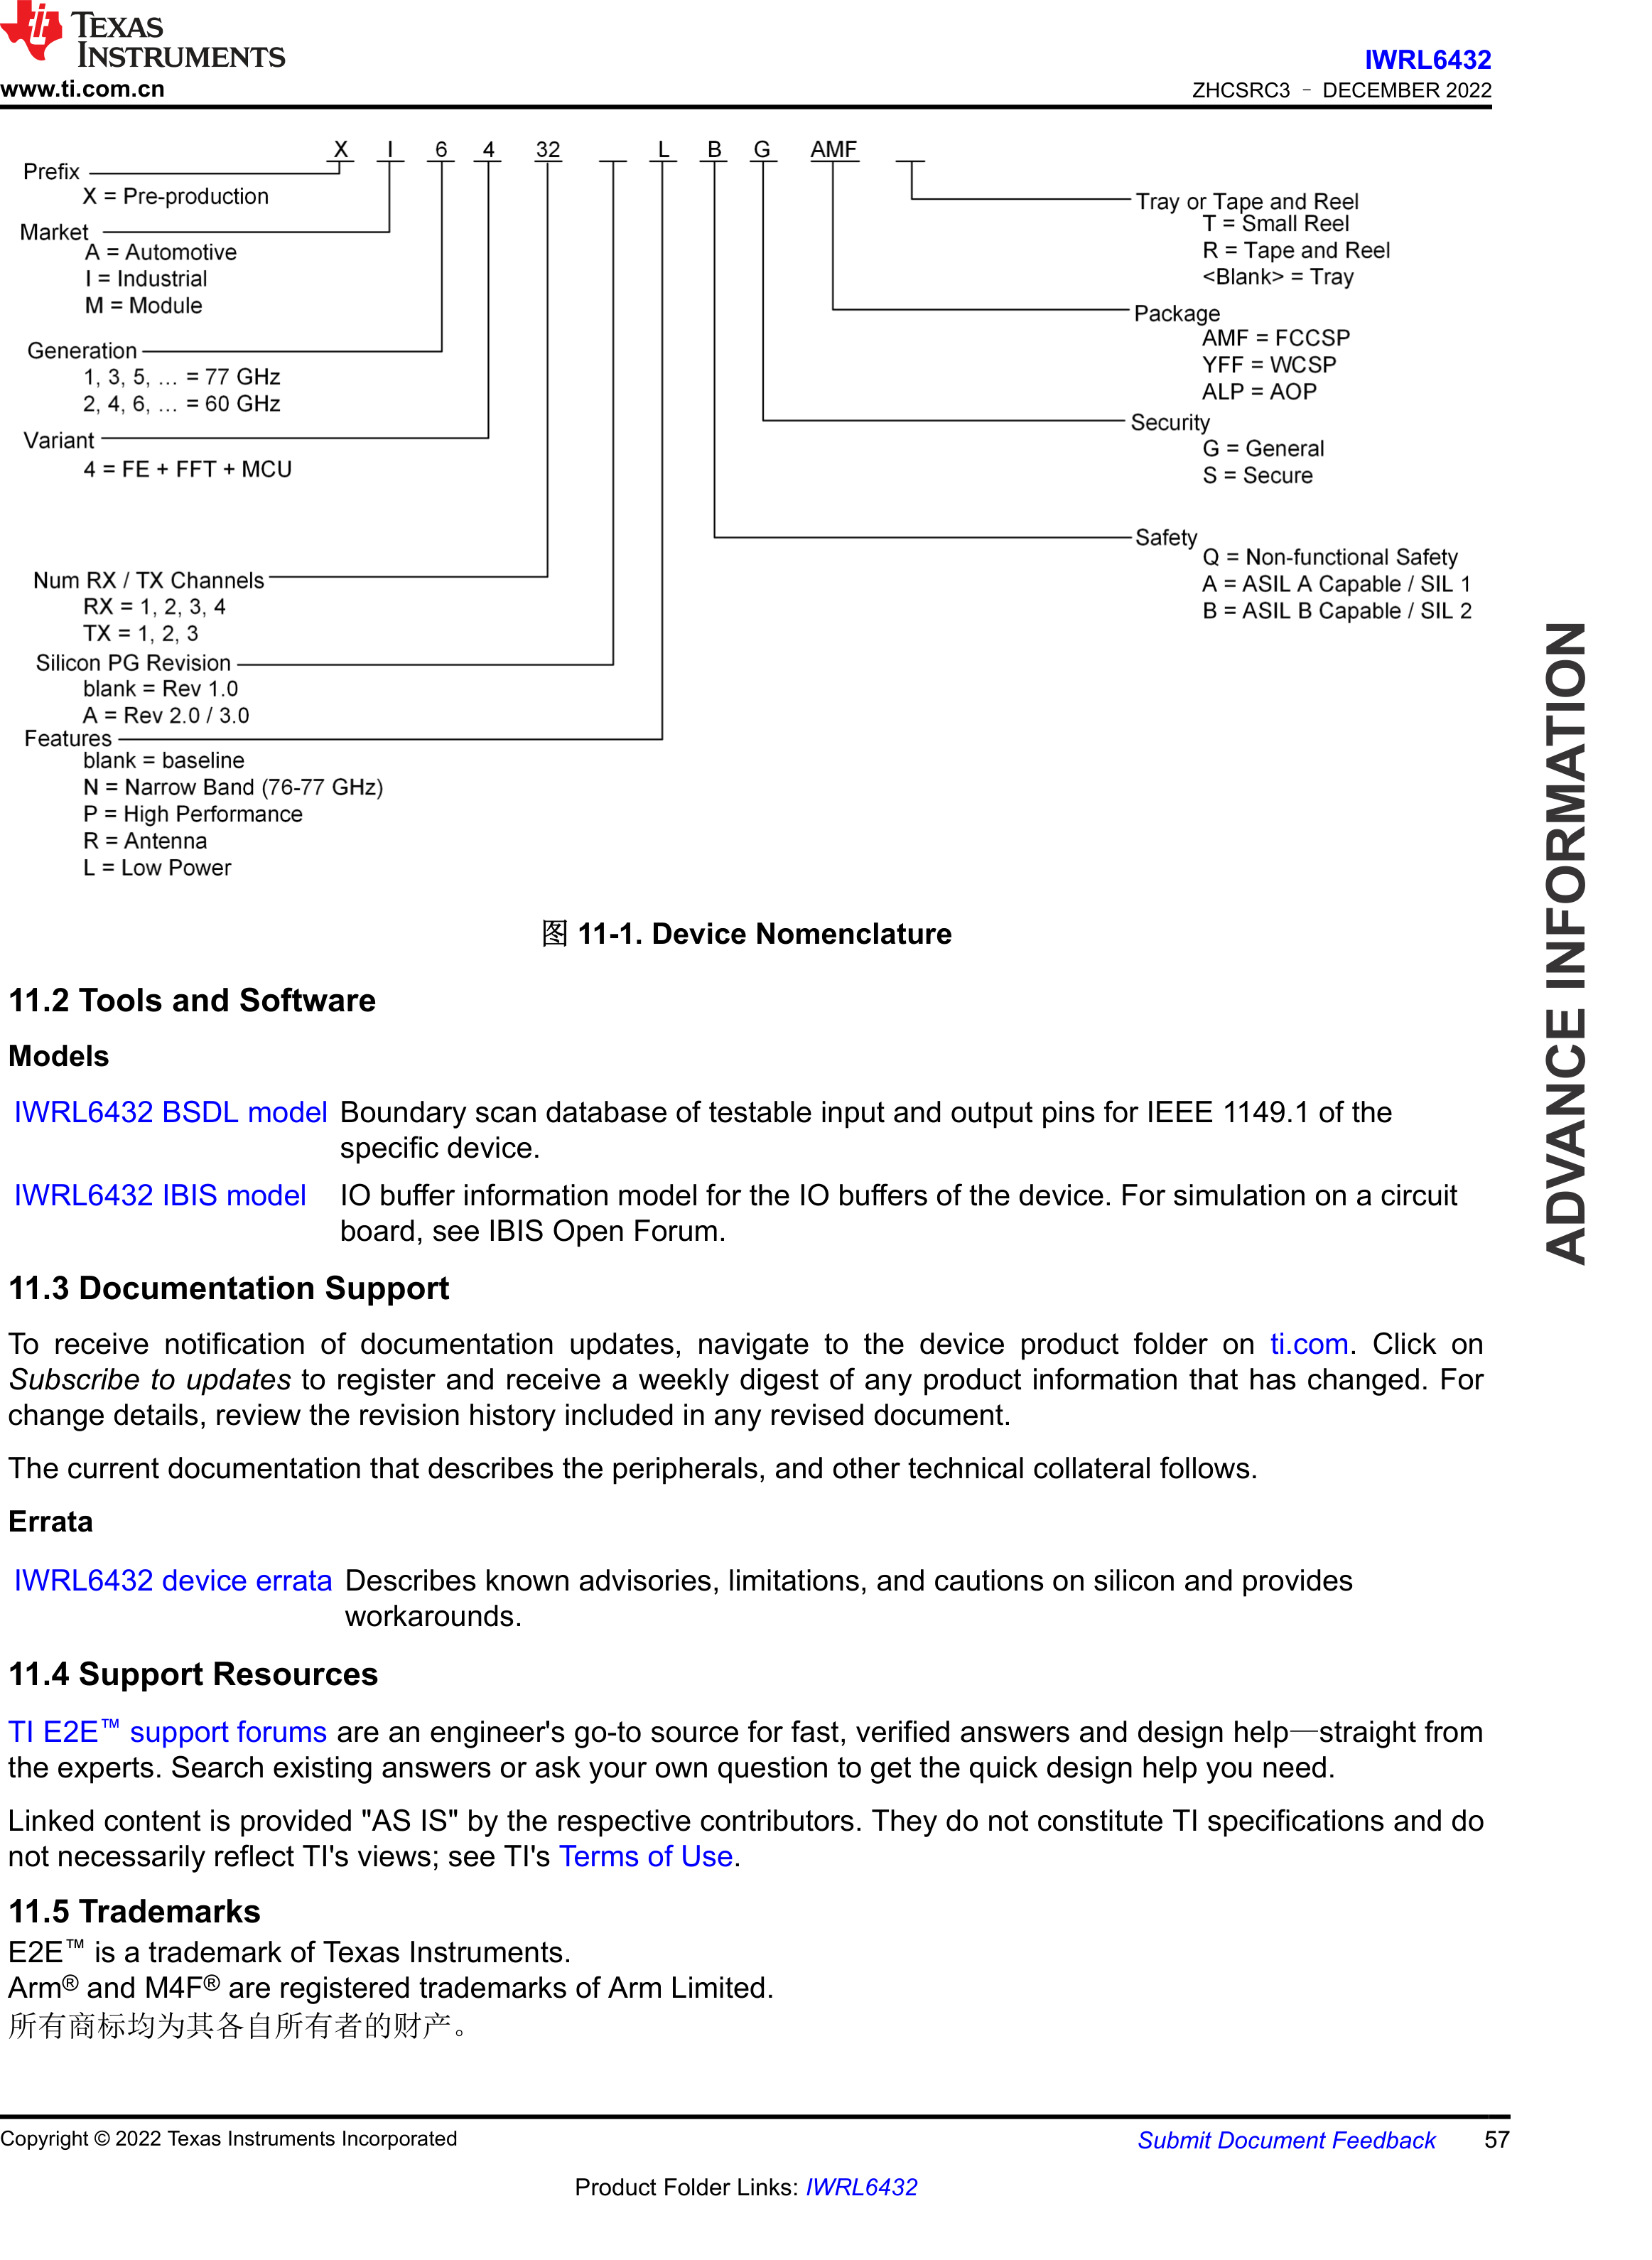 TEXAS
INSTRUMENTS
www.ti.com.cn
IWRL6432
ZHCSRC3 – DECEMBER 2022
X I 6 4 32 L B G AMF
Prefix
X = Pre-production
Market
A = Automotive
I = Industrial
M = Module
Generation
1, 3, 5, … = 77 GHz
2, 4, 6, … = 60 GHz
Variant
4 = FE + FFT + MCU
Num RX / TX Channels
RX = 1, 2, 3, 4
TX = 1, 2, 3
Silicon PG Revision
blank = Rev 1.0
A = Rev 2.0 / 3.0
Features
blank = baseline
N = Narrow Band (76-77 GHz)
P = High Performance
R = Antenna
L = Low Power
Tray or Tape and Reel
T = Small Reel
R = Tape and Reel
<Blank> = Tray
Package
AMF = FCCSP
YFF = WCSP
ALP = AOP
Security
G = General
S = Secure
Safety
Q = Non-functional Safety
A = ASIL A Capable / SIL 1
B = ASIL B Capable / SIL 2
图 11-1. Device Nomenclature
11.2 Tools and Software
Models
IWRL6432 BSDL model Boundary scan database of testable input and output pins for IEEE 1149.1 of the
specific device.
IWRL6432 IBIS model IO buffer information model for the IO buffers of the device. For simulation on a circuit
board, see IBIS Open Forum.
11.3 Documentation Support
To receive notification of documentation updates, navigate to the device product folder on ti.com. Click on
Subscribe to updates to register and receive a weekly digest of any product information that has changed. For
change details, review the revision history included in any revised document.
The current documentation that describes the peripherals, and other technical collateral follows.
Errata
IWRL6432 device errata Describes known advisories, limitations, and cautions on silicon and provides
workarounds.
11.4 Support Resources
TI E2E™ support forums are an engineer's go-to source for fast, verified answers and design help—straight from
the experts. Search existing answers or ask your own question to get the quick design help you need.
Linked content is provided "AS IS" by the respective contributors. They do not constitute TI specifications and do
not necessarily reflect TI's views; see TI's Terms of Use.
11.5 Trademarks
E2E™ is a trademark of Texas Instruments.
Arm® and M4F® are registered trademarks of Arm Limited.
所有商标均为其各自所有者的财产。
ADVANCE INFORMATION
Copyright © 2022 Texas Instruments Incorporated
Submit Document Feedback 57
Product Folder Links: IWRL6432